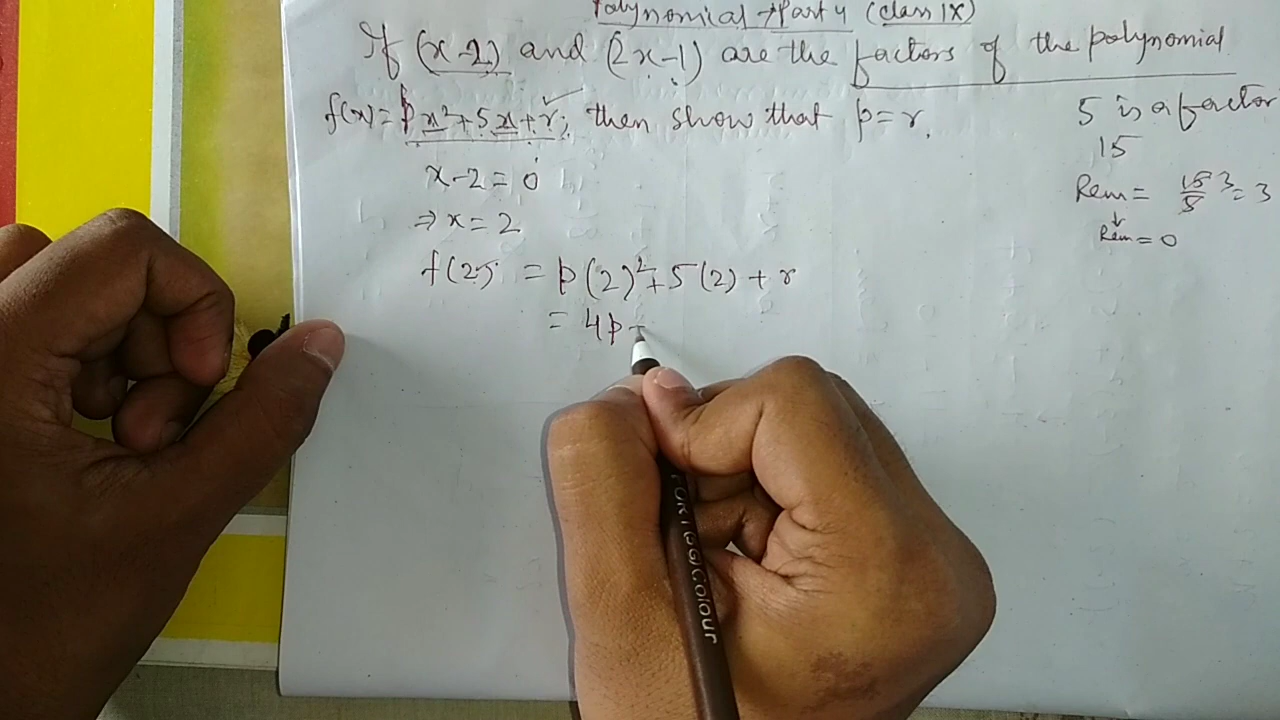 Polynomial → Part 4 (class IX)
If (x-2) and (2x-1) are the factors of the polynomial
f(x)= px²+5x+r, then show that p=r.
x-2=0
⇒ x=2
f(2) = p(2)²+5(2)+r
= 4p-
5 is a factor
15
Rem = 15/5 3 = 3
↓
Rem = 0
Colour